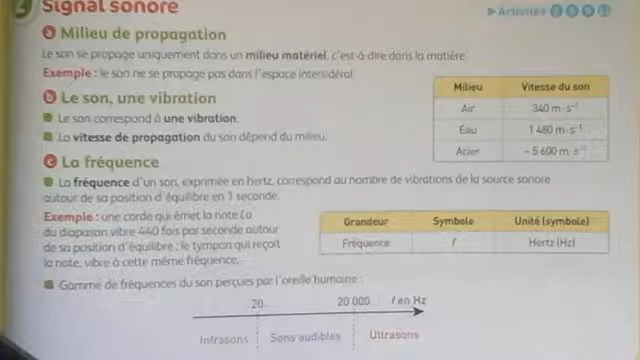 2 Signal sonore
▶ Activités
a Milieu de propagation
Le son se propage uniquement dans un milieu matériel, c'est-à-dire dans la matière.
Exemple : le son ne se propage pas dans l'espace intersidéral.
b Le son, une vibration
Le son correspond à une vibration.
La vitesse de propagation du son dépend du milieu.
Milieu Vitesse du son
Air 340 m·s⁻¹
Eau 1 480 m·s⁻¹
Acier ~ 5 600 m·s⁻¹
c La fréquence
La fréquence d'un son, exprimée en hertz, correspond au nombre de vibrations de la source sonore
autour de sa position d'équilibre en 1 seconde.
Exemple : une corde qui émet la note La
du diapason vibre 440 fois par seconde autour
de sa position d'équilibre ; le tympan qui reçoit
la note, vibre à cette même fréquence.
Grandeur Symbole Unité (symbole)
Fréquence f Hertz (Hz)
Gamme de fréquences du son perçues par l'oreille humaine :
20 20 000 f en Hz
Infrasons Sons audibles Ultrasons